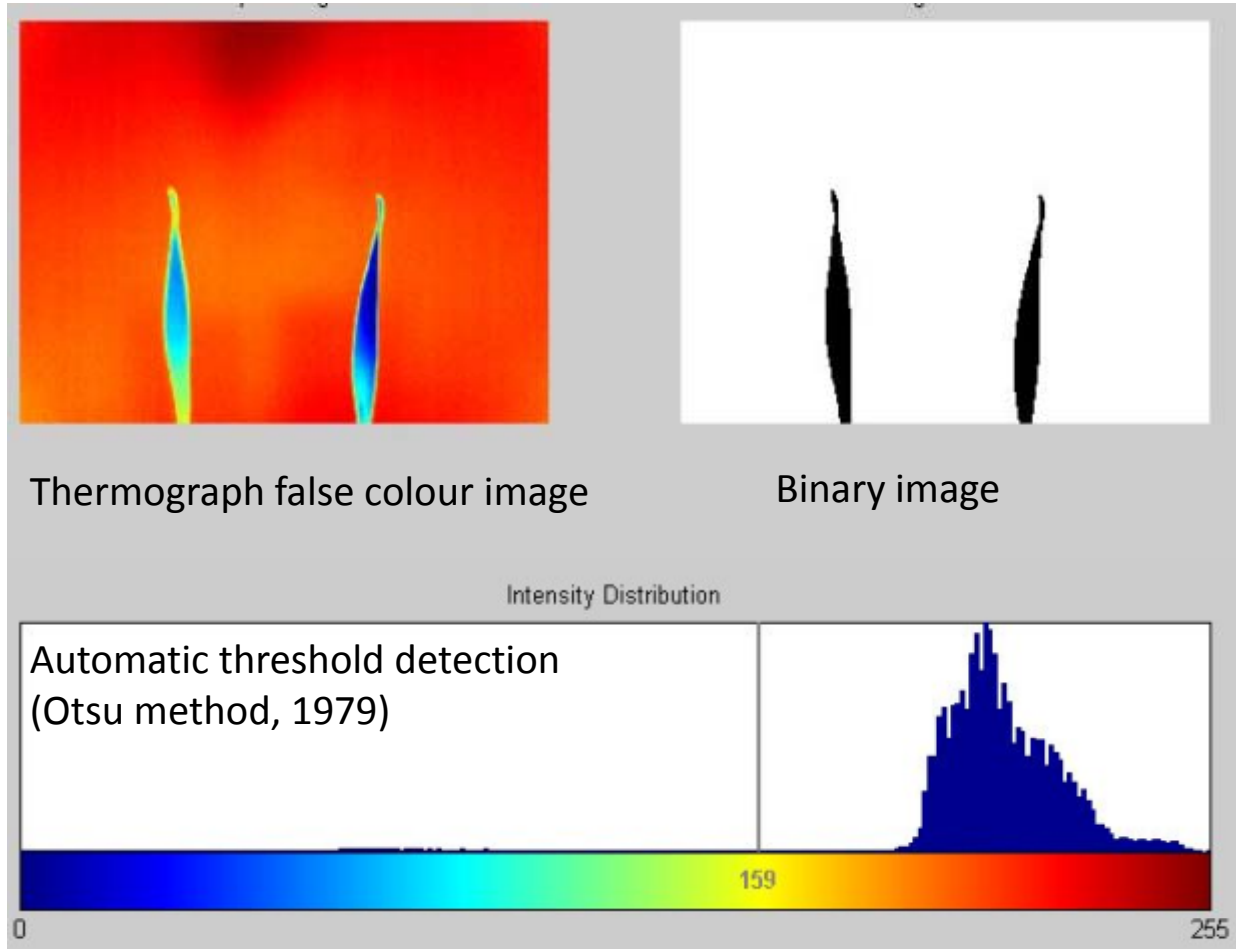 Thermograph false colour image
Binary image
Intensity Distribution
Automatic threshold detection
(Otsu method, 1979)
159
0
255